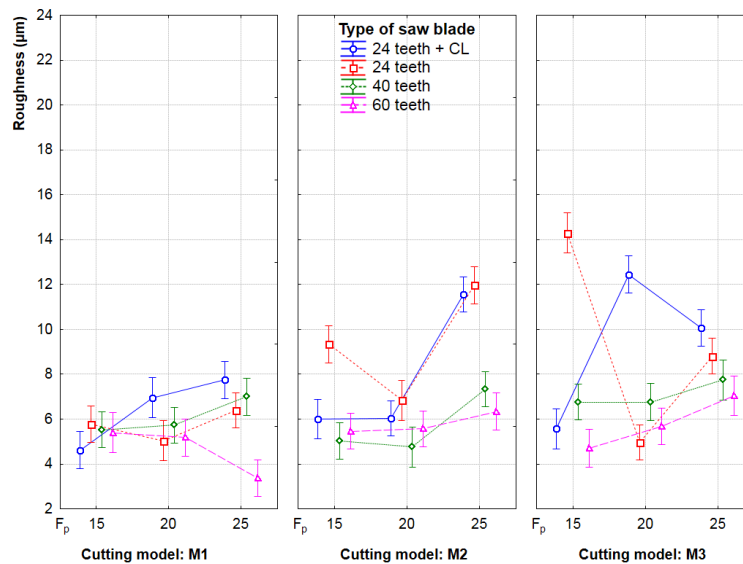 Roughness (µm)
24
22
20
18
16
14
12
10
8
6
4
2
Type of saw blade
24 teeth + CL
24 teeth
40 teeth
60 teeth
Fp 15 20 25 Fp 15 20 25 Fp 15 20 25
Cutting model: M1 Cutting model: M2 Cutting model: M3